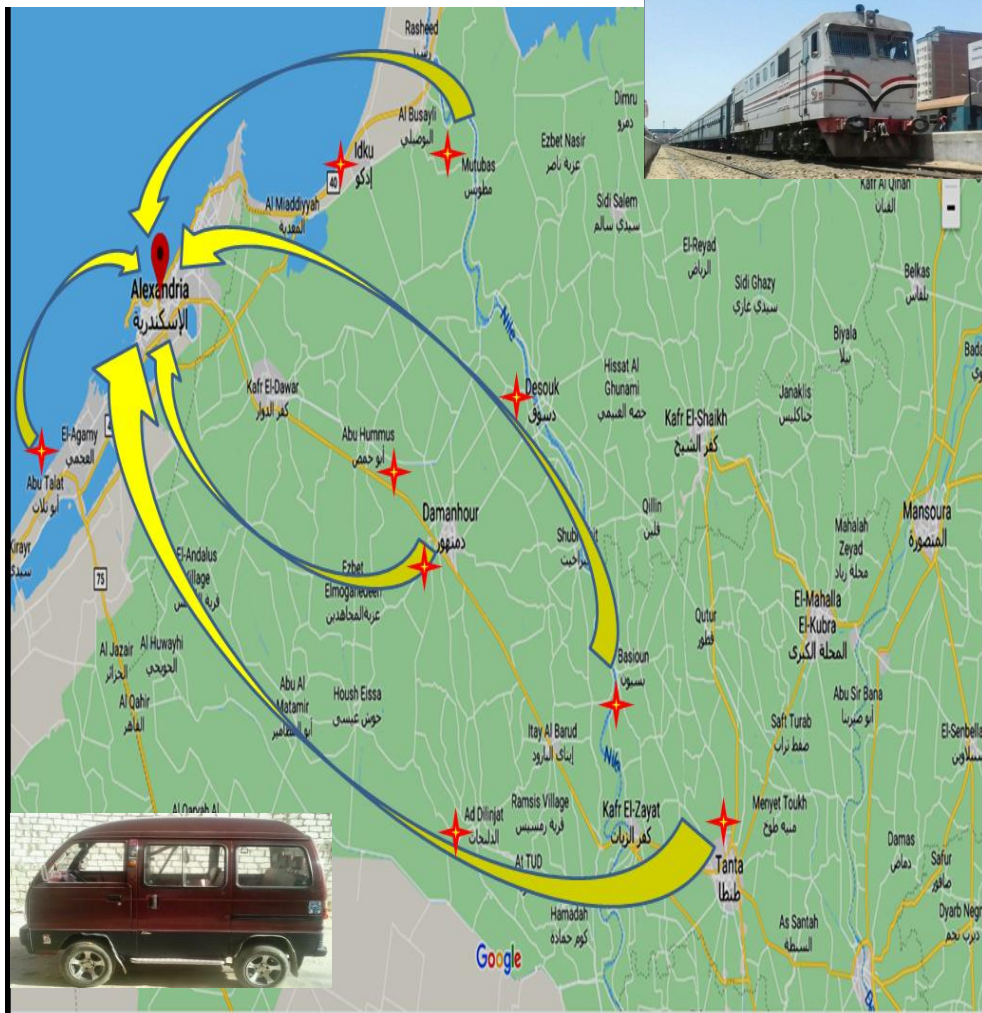 Rasheed
رشيد
Dimru
دمرو
Al Busayli
البوصيلي
Idku
إدكو
40
Mutubas
مطوبس
Ezbet Nasir
عزبة ناصر
Kafr Al Qinan
القنان
Al Miaddiyyah
المعدية
Sidi Salem
سيدي سالم
El-Reyad
الرياض
Sidi Ghazy
سيدي غازي
Belkas
بلقاس
Alexandria
الإسكندرية
Nile
Biyala
بيلا
Kafr El-Dawar
كفر الدوار
Desouk
دسوق
Hissat Al
Ghunami
حصة الغنيمي
Janaklis
جناكليس
Kafr El-Shaikh
كفر الشيخ
El-Agamy
العجمي
Abu Hummus
أبو حمص
Abu Talat
أبو تلات
Damanhour
دمنهور
Qillin
قلين
Mansoura
المنصورة
Mahalah
Zeyad
محلة زياد
75
El-Andalus
Village
Ezbet
Elmogahedeen
عزبة المجاهدين
El-Mahalla
El-Kubra
المحلة الكبرى
Qutur
قطور
Al Jazair
الجزائر
Al Huwayhi
الحويحي
Basioun
بسيون
Abu Al
Matamir
Housh Eissa
حوش عيسى
Abu Sir Bana
Al Qahir
القاهر
Itay Al Barud
إيتاي البارود
Saft Turab
صفط تراب
Ad Dilinjat
الدلنجات
Ramsis Village
قرية رمسيس
Kafr El-Zayat
كفر الزيات
Menyet Toukh
منية طوخ
Damas
دماص
Safur
صافور
At TUD
Tanta
طنطا
Hamadah
كوم حمادة
As Santah
السنطة
ديرب نجم
Google